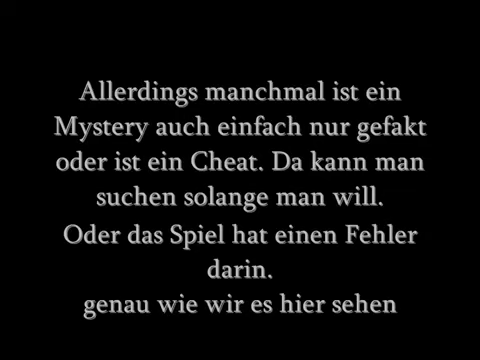 Allerdings manchmal ist ein
Mystery auch einfach nur gefakt
oder ist ein Cheat. Da kann man
suchen solange man will.
Oder das Spiel hat einen Fehler
darin.
genau wie wir es hier sehen